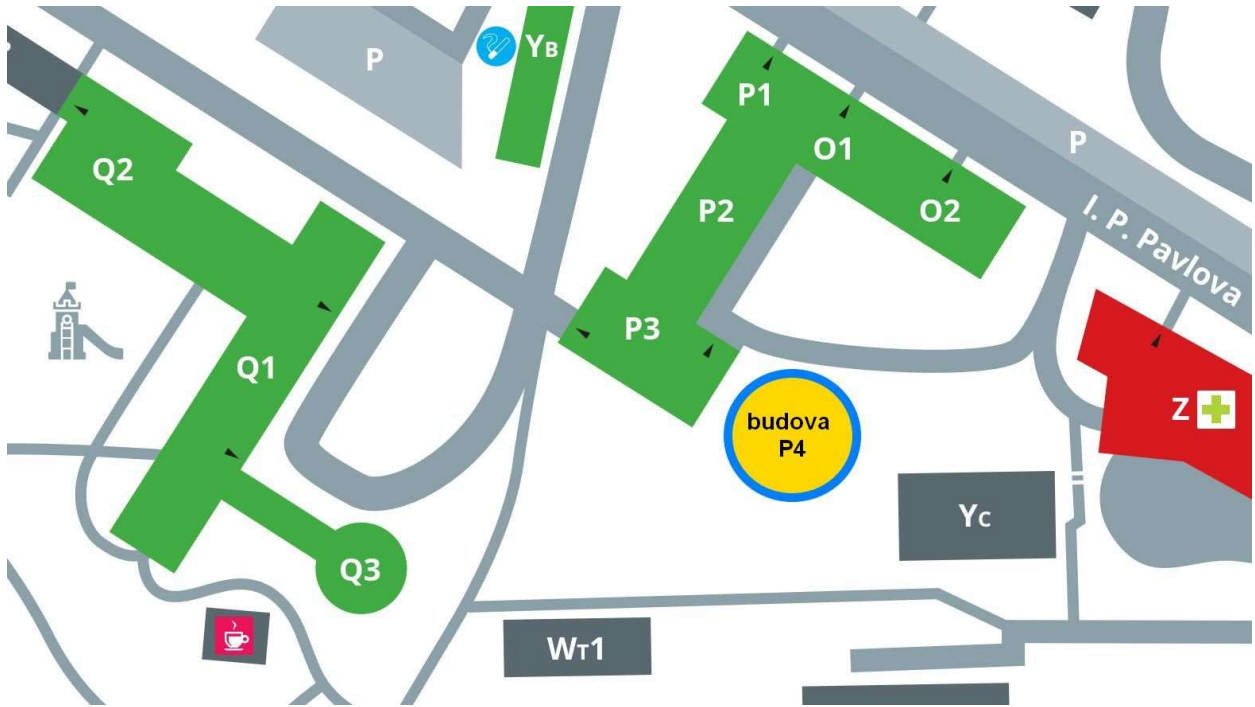 P
YB
P1
O1
P
Q2
P2
O2
I. P. Pavlova
P3
Q1
Z
budova
P4
YC
Q3
WT1